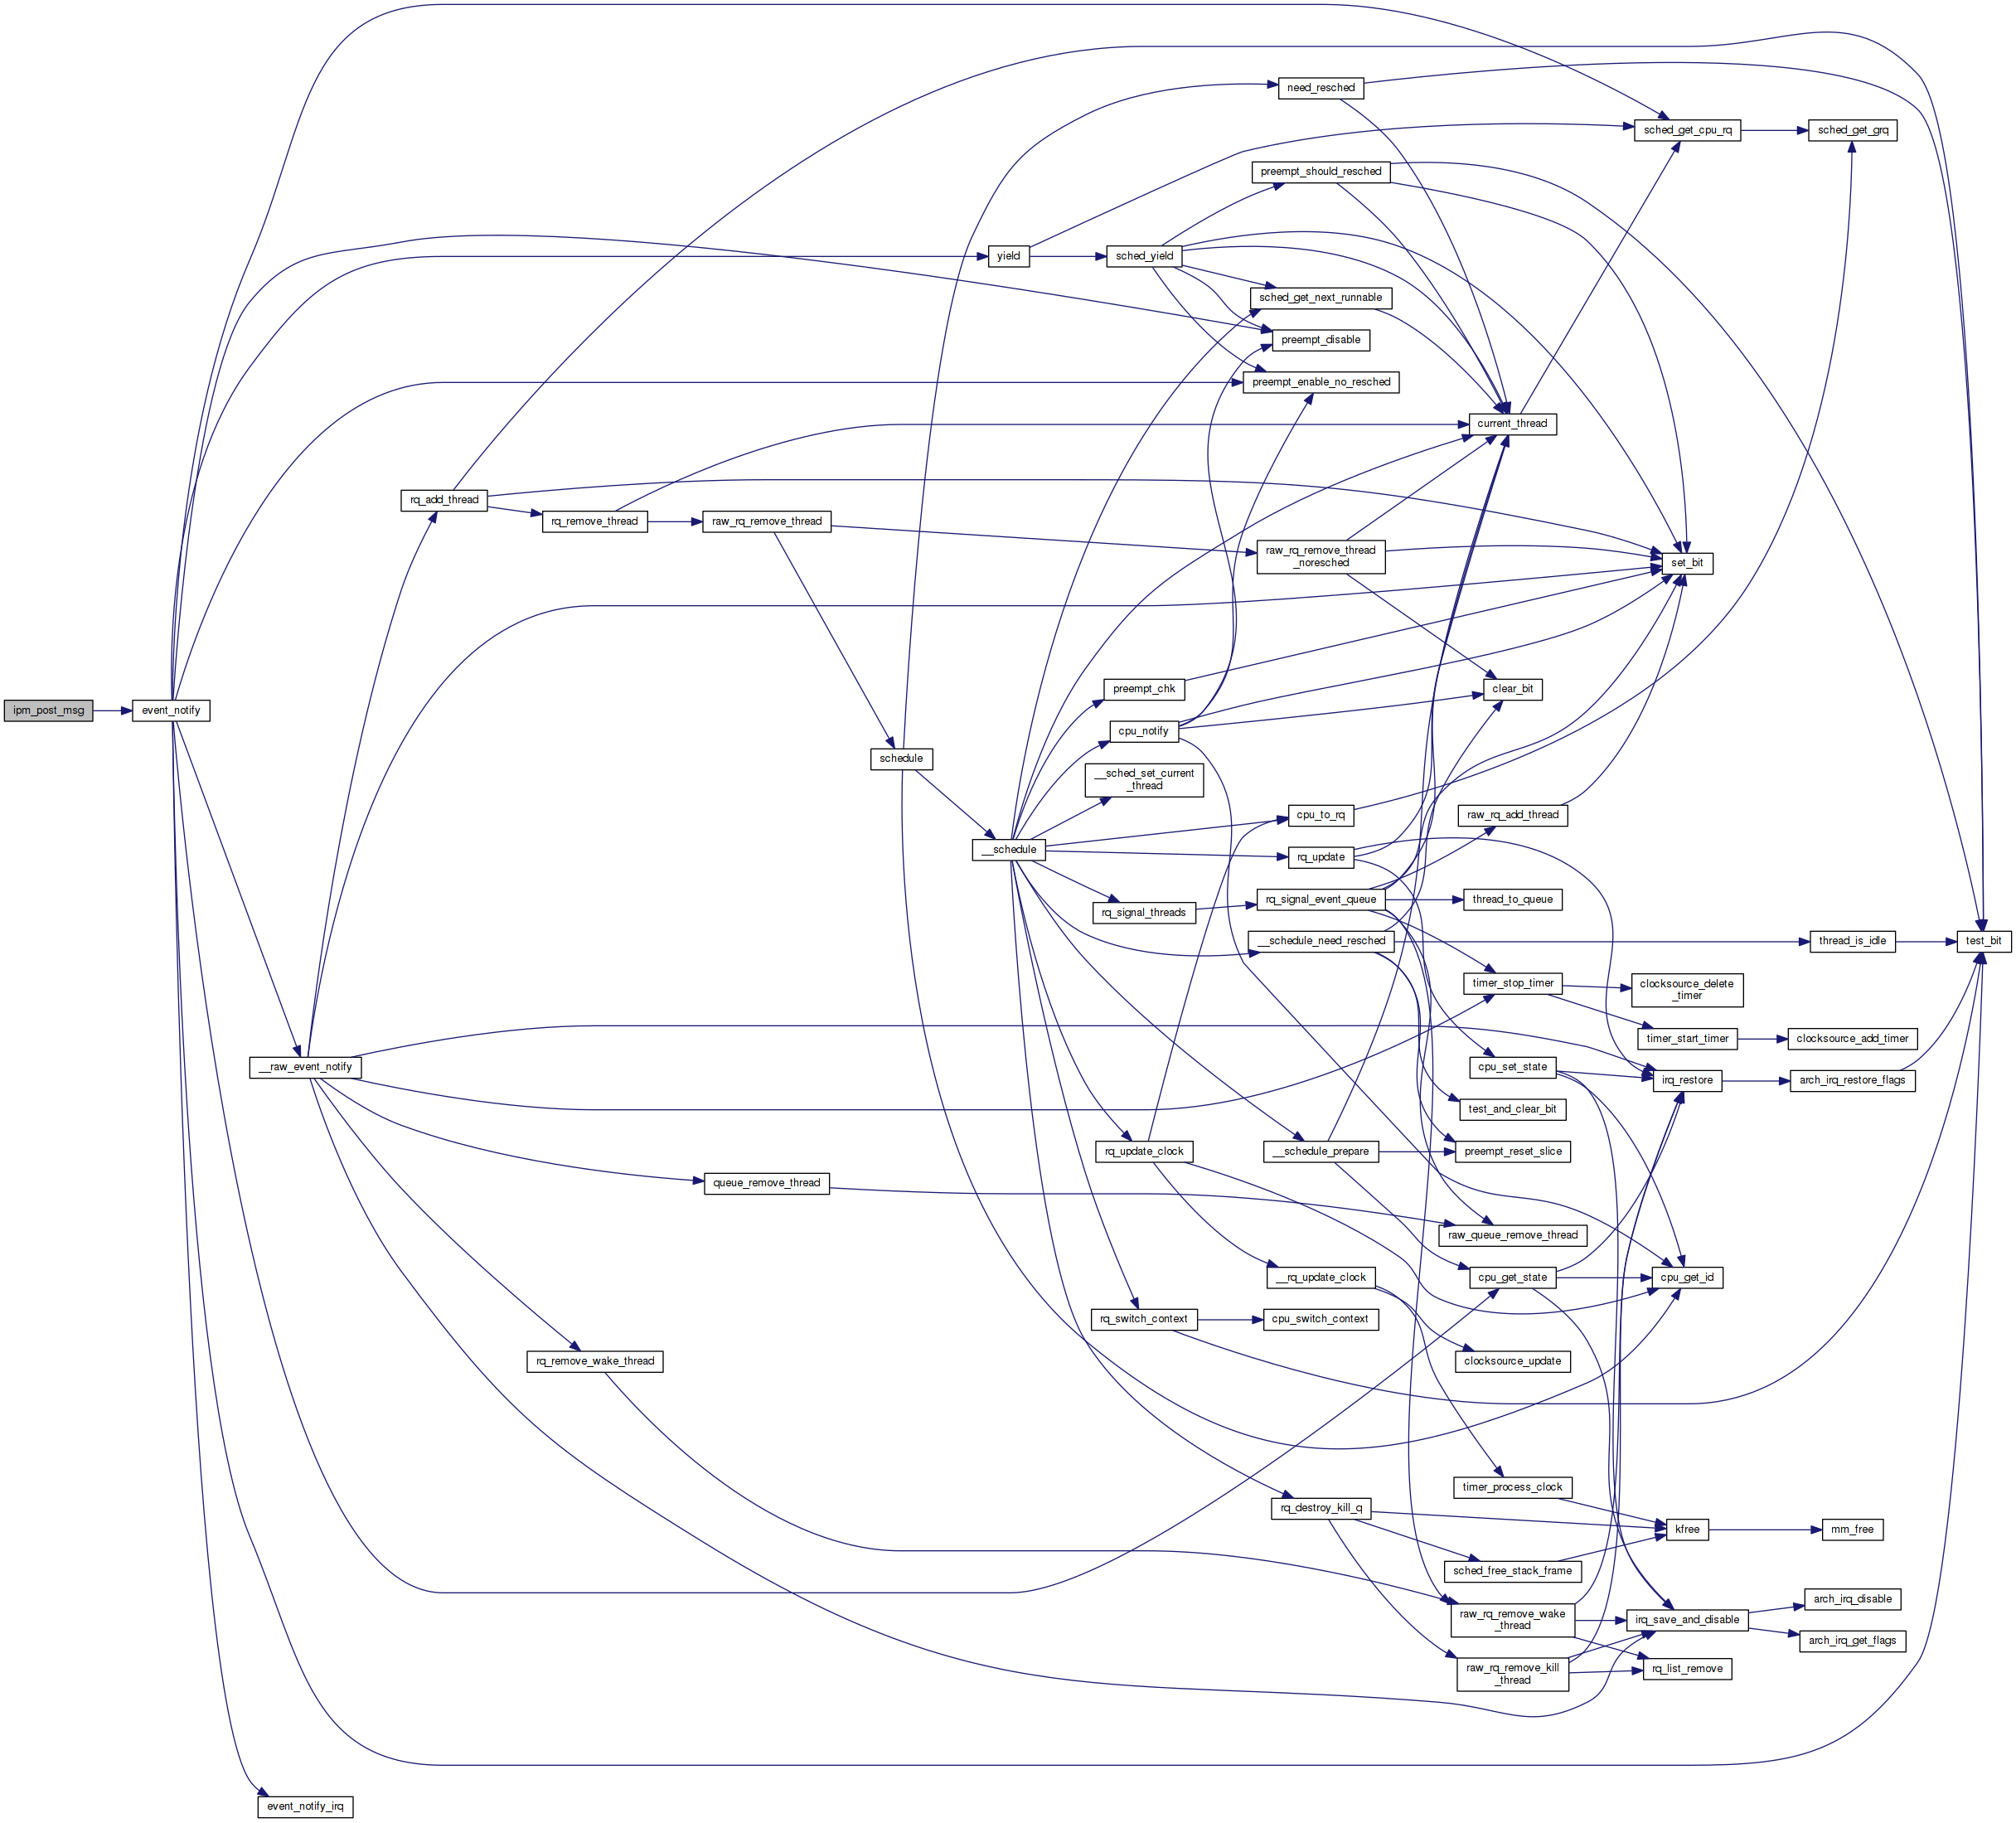 need_resched
sched_get_cpu_rq
sched_get_grq
preempt_should_resched
yield
sched_yield
sched_get_next_runnable
preempt_disable
preempt_enable_no_resched
current_thread
rq_add_thread
rq_remove_thread
raw_rq_remove_thread
raw_rq_remove_thread
_noresched
set_bit
preempt_chk
clear_bit
ipm_post_msg
event_notify
cpu_notify
schedule
__sched_set_current
_thread
cpu_to_rq
raw_rq_add_thread
__schedule
rq_update
rq_signal_threads
rq_signal_event_queue
thread_to_queue
__schedule_need_resched
thread_is_idle
test_bit
timer_stop_timer
clocksource_delete
_timer
timer_start_timer
clocksource_add_timer
__raw_event_notify
cpu_set_state
irq_restore
arch_irq_restore_flags
test_and_clear_bit
rq_update_clock
__schedule_prepare
preempt_reset_slice
queue_remove_thread
raw_queue_remove_thread
__rq_update_clock
cpu_get_state
cpu_get_id
rq_switch_context
cpu_switch_context
rq_remove_wake_thread
clocksource_update
timer_process_clock
rq_destroy_kill_q
kfree
mm_free
sched_free_stack_frame
arch_irq_disable
raw_rq_remove_wake
_thread
irq_save_and_disable
arch_irq_get_flags
raw_rq_remove_kill
_thread
rq_list_remove
event_notify_irq